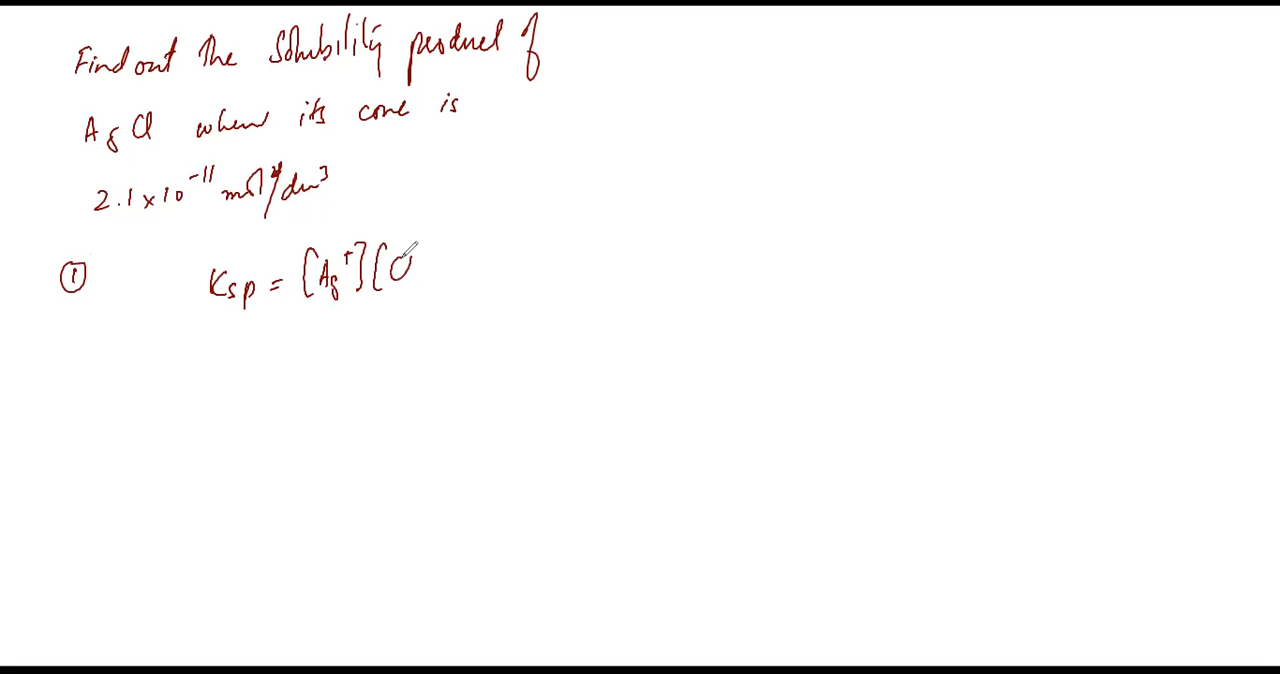 Find out the Solubility product of
AgCl when its conc is
2.1 × 10⁻¹¹ mol/dm³
① Ksp = [Ag⁺] [Cl